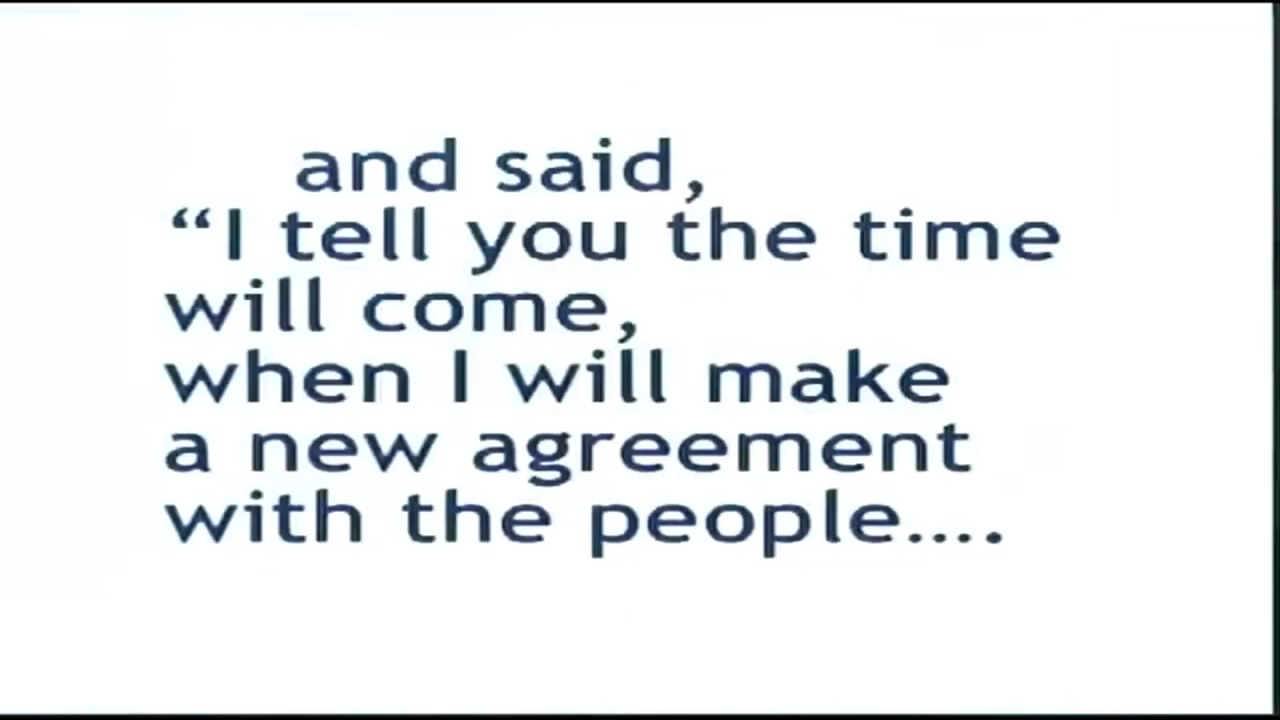 and said,
“I tell you the time
will come,
when I will make
a new agreement
with the people....